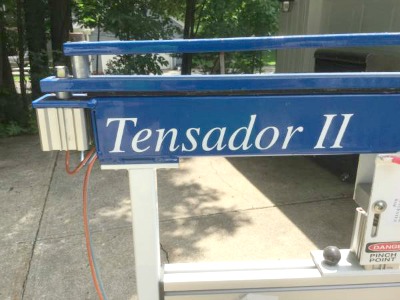 Tensador II
DANGER
PINCH
POINT